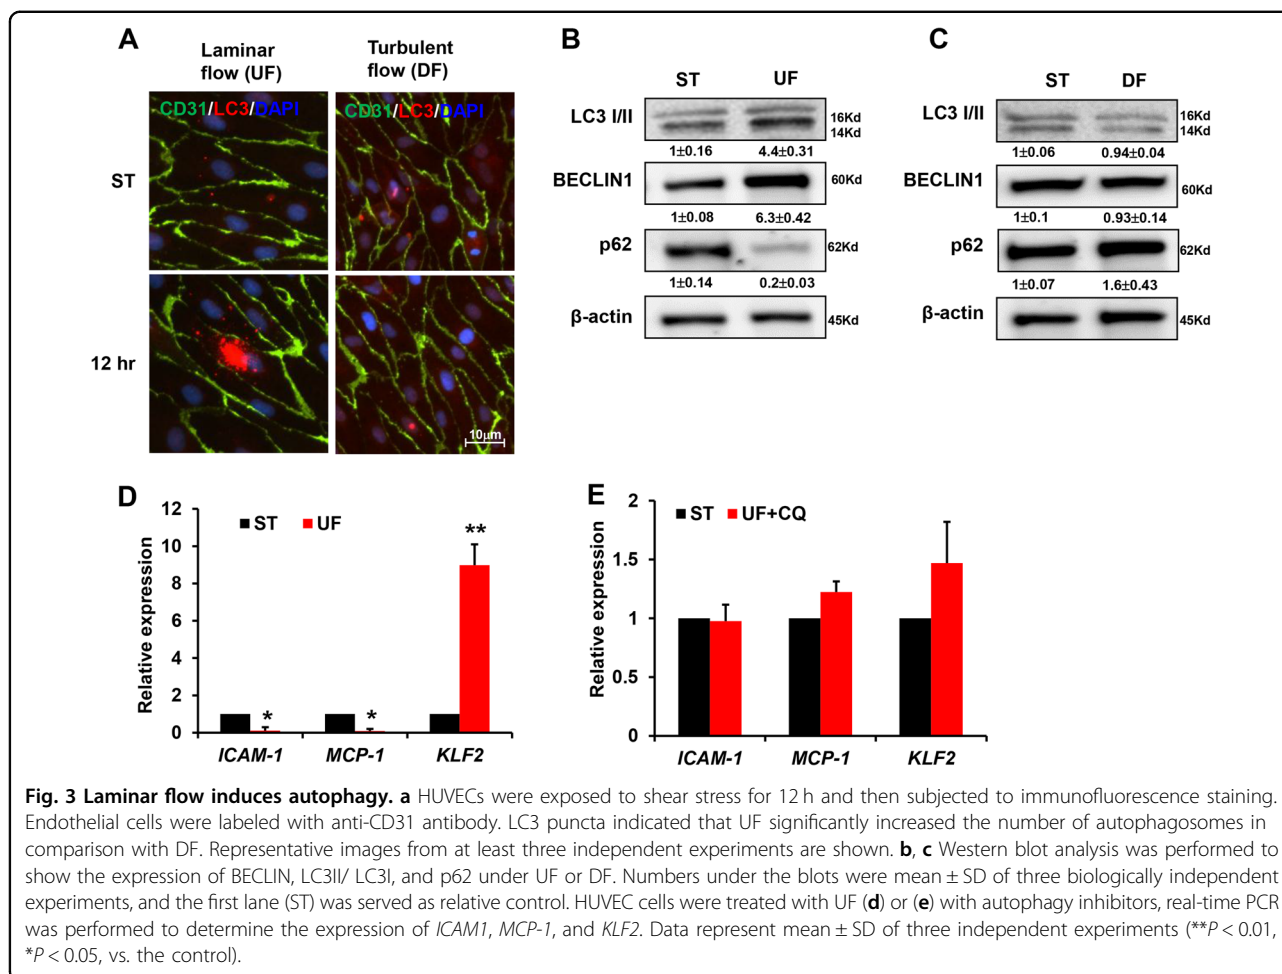 A
Laminar
flow (UF)
Turbulent
flow (DF)
CD31/LC3/DAPI
CD31/LC3/DAPI
ST
12 hr
10µm
B
ST UF
LC3 I/II
16Kd
14Kd
1±0.16 4.4±0.31
BECLIN1
60Kd
1±0.08 6.3±0.42
p62
62Kd
1±0.14 0.2±0.03
β-actin
45Kd
C
ST DF
LC3 I/II
16Kd
14Kd
1±0.06 0.94±0.04
BECLIN1
60Kd
1±0.1 0.93±0.14
p62
62Kd
1±0.07 1.6±0.43
β-actin
45Kd
D
Relative expression
12
10
8
6
4
2
0
ST UF
*
*
**
ICAM-1 MCP-1 KLF2
E
Relative expression
2
1.5
1
0.5
0
ST UF+CQ
ICAM-1 MCP-1 KLF2
Fig. 3 Laminar flow induces autophagy. a HUVECs were exposed to shear stress for 12 h and then subjected to immunofluorescence staining.
Endothelial cells were labeled with anti-CD31 antibody. LC3 puncta indicated that UF significantly increased the number of autophagosomes in
comparison with DF. Representative images from at least three independent experiments are shown. b, c Western blot analysis was performed to
show the expression of BECLIN, LC3II/ LC3I, and p62 under UF or DF. Numbers under the blots were mean ± SD of three biologically independent
experiments, and the first lane (ST) was served as relative control. HUVEC cells were treated with UF (d) or (e) with autophagy inhibitors, real-time PCR
was performed to determine the expression of ICAM1, MCP-1, and KLF2. Data represent mean ± SD of three independent experiments (**P < 0.01,
*P < 0.05, vs. the control).